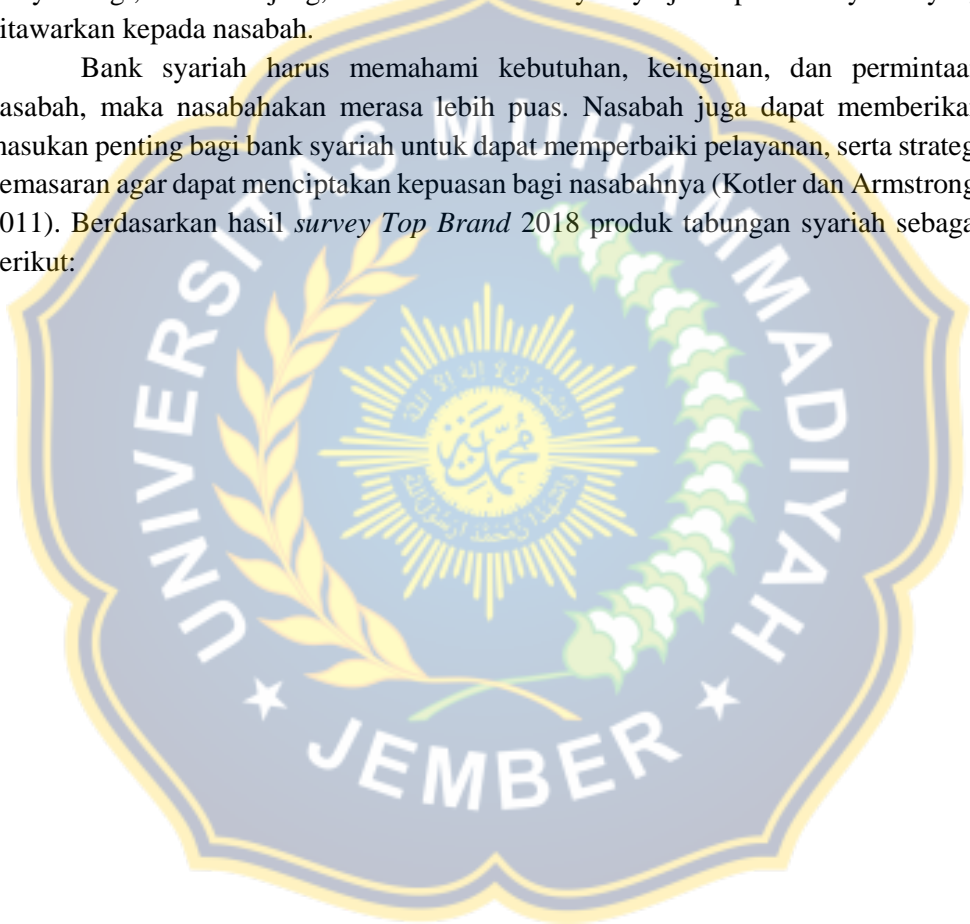 itawarkan kepada nasabah.
Bank syariah harus memahami kebutuhan, keinginan, dan permintaa
asabah, maka nasabahakan merasa lebih puas. Nasabah juga dapat memberika
masukan penting bagi bank syariah untuk dapat memperbaiki pelayanan, serta strateg
emasaran agar dapat menciptakan kepuasan bagi nasabahnya (Kotler dan Armstrong
011). Berdasarkan hasil survey Top Brand 2018 produk tabungan syariah sebaga
erikut:
UNIVERSITAS MUHAMMADIYAH
JEMBER